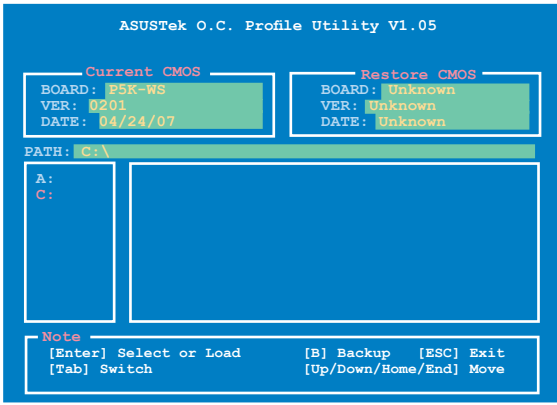 ASUSTek O.C. Profile Utility V1.05
Current CMOS
BOARD: P5K-WS
VER: 0201
DATE: 04/24/07
Restore CMOS
BOARD: Unknown
VER: Unknown
DATE: Unknown
PATH: C:\
A:
C:
Note
[Enter] Select or Load [B] Backup [ESC] Exit
[Tab] Switch [Up/Down/Home/End] Move